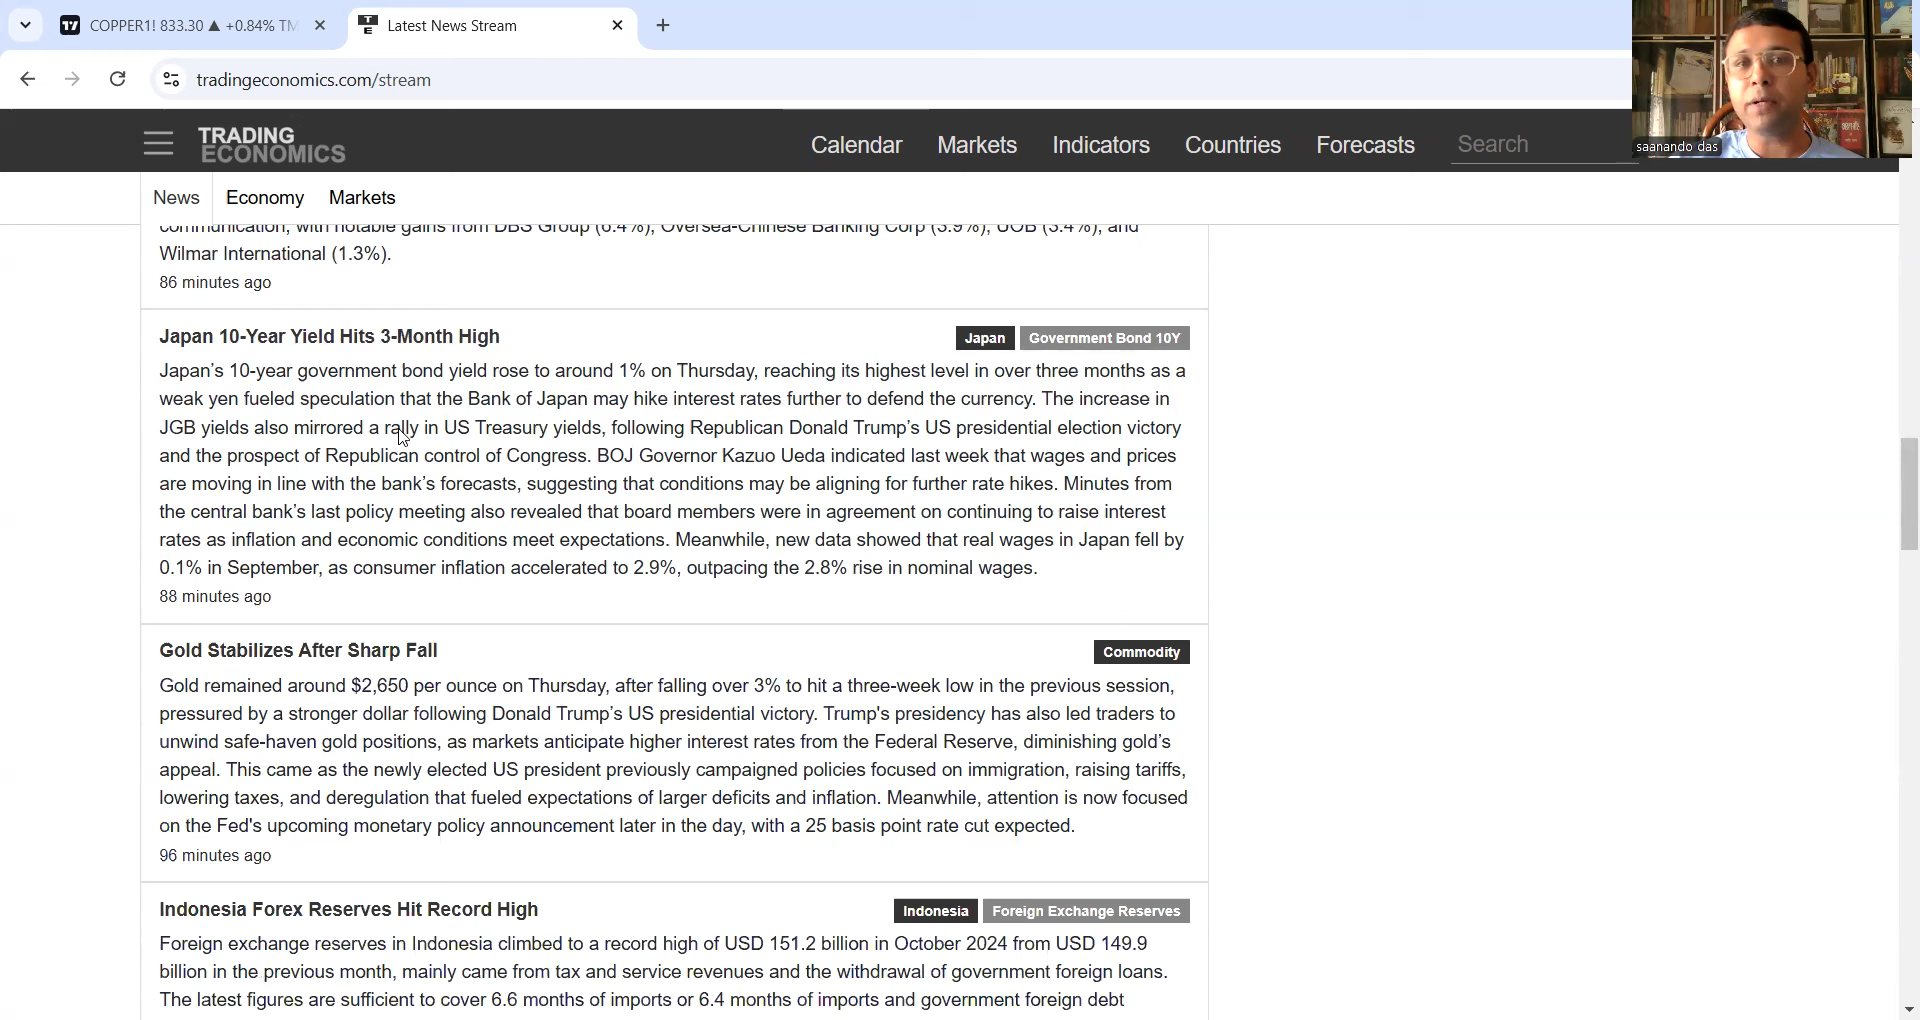 COPPER1! 833.30 ▲ +0.84% TM
Latest News Stream
tradingeconomics.com/stream
TRADING
ECONOMICS
Calendar Markets Indicators Countries Forecasts Search
saanando das
News Economy Markets
communication, with notable gains from DBS Group (6.4%), Oversea-Chinese Banking Corp (3.9%), UOB (3.4%), and
Wilmar International (1.3%).
86 minutes ago
Japan 10-Year Yield Hits 3-Month High Japan Government Bond 10Y
Japan’s 10-year government bond yield rose to around 1% on Thursday, reaching its highest level in over three months as a
weak yen fueled speculation that the Bank of Japan may hike interest rates further to defend the currency. The increase in
JGB yields also mirrored a rally in US Treasury yields, following Republican Donald Trump’s US presidential election victory
and the prospect of Republican control of Congress. BOJ Governor Kazuo Ueda indicated last week that wages and prices
are moving in line with the bank’s forecasts, suggesting that conditions may be aligning for further rate hikes. Minutes from
the central bank’s last policy meeting also revealed that board members were in agreement on continuing to raise interest
rates as inflation and economic conditions meet expectations. Meanwhile, new data showed that real wages in Japan fell by
0.1% in September, as consumer inflation accelerated to 2.9%, outpacing the 2.8% rise in nominal wages.
88 minutes ago
Gold Stabilizes After Sharp Fall Commodity
Gold remained around $2,650 per ounce on Thursday, after falling over 3% to hit a three-week low in the previous session,
pressured by a stronger dollar following Donald Trump’s US presidential victory. Trump's presidency has also led traders to
unwind safe-haven gold positions, as markets anticipate higher interest rates from the Federal Reserve, diminishing gold’s
appeal. This came as the newly elected US president previously campaigned policies focused on immigration, raising tariffs,
lowering taxes, and deregulation that fueled expectations of larger deficits and inflation. Meanwhile, attention is now focused
on the Fed's upcoming monetary policy announcement later in the day, with a 25 basis point rate cut expected.
96 minutes ago
Indonesia Forex Reserves Hit Record High Indonesia Foreign Exchange Reserves
Foreign exchange reserves in Indonesia climbed to a record high of USD 151.2 billion in October 2024 from USD 149.9
billion in the previous month, mainly came from tax and service revenues and the withdrawal of government foreign loans.
The latest figures are sufficient to cover 6.6 months of imports or 6.4 months of imports and government foreign debt